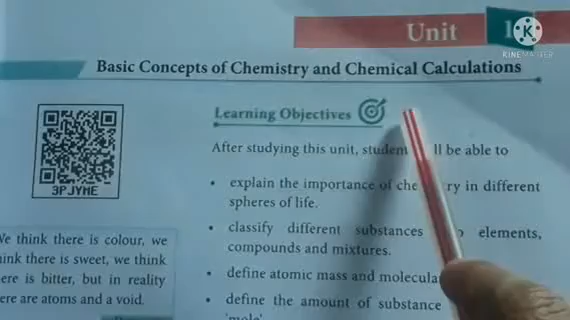 Unit 1
KINEMASTER
Basic Concepts of Chemistry and Chemical Calculations
Learning Objectives
After studying this unit, student ll be able to
• explain the importance of che ry in different
spheres of life.
• classify different substances o elements,
compounds and mixtures.
• define atomic mass and molecula
• define the amount of substance
'mole'
3PJYME
We think there is colour, we
ink there is sweet, we think
ere is bitter, but in reality
ere are atoms and a void.